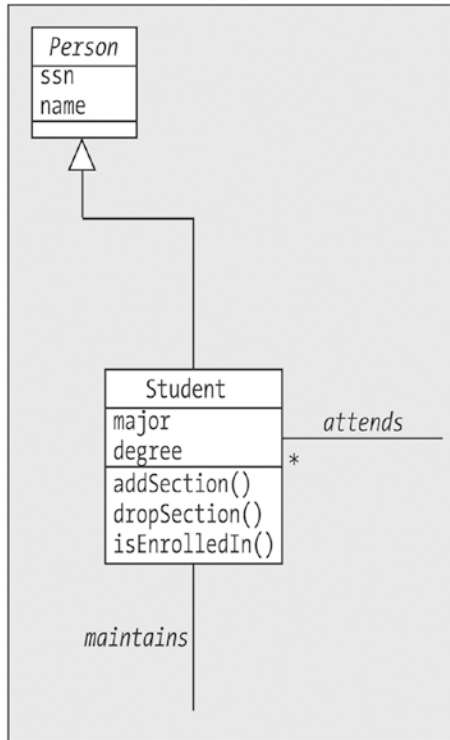 Person
ssn
name
Student
major
degree
attends
*
addSection()
dropSection()
isEnrolledIn()
maintains